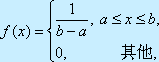 f(x) = { 1/(b-a), a ≤ x ≤ b,
0, 其他,